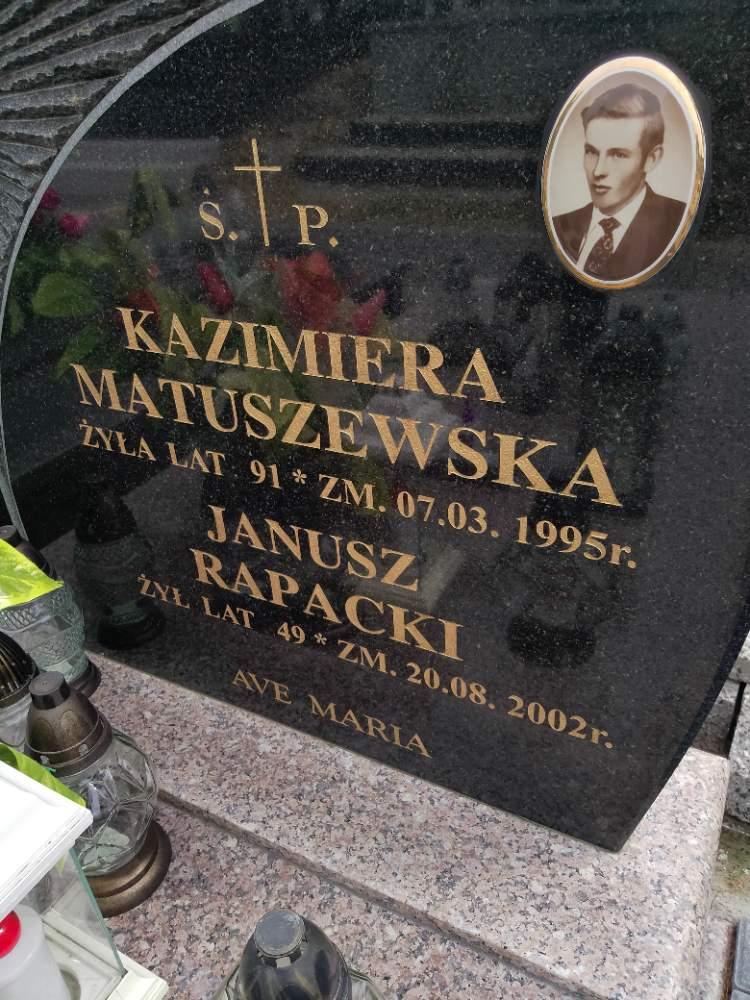 Ś. P.
KAZIMIERA
MATUSZEWSKA
ŻYŁA LAT 91 * ZM. 07.03. 1995r.
JANUSZ
RAPACKI
ŻYŁ LAT 49 * ZM. 20.08. 2002r.
AVE MARIA